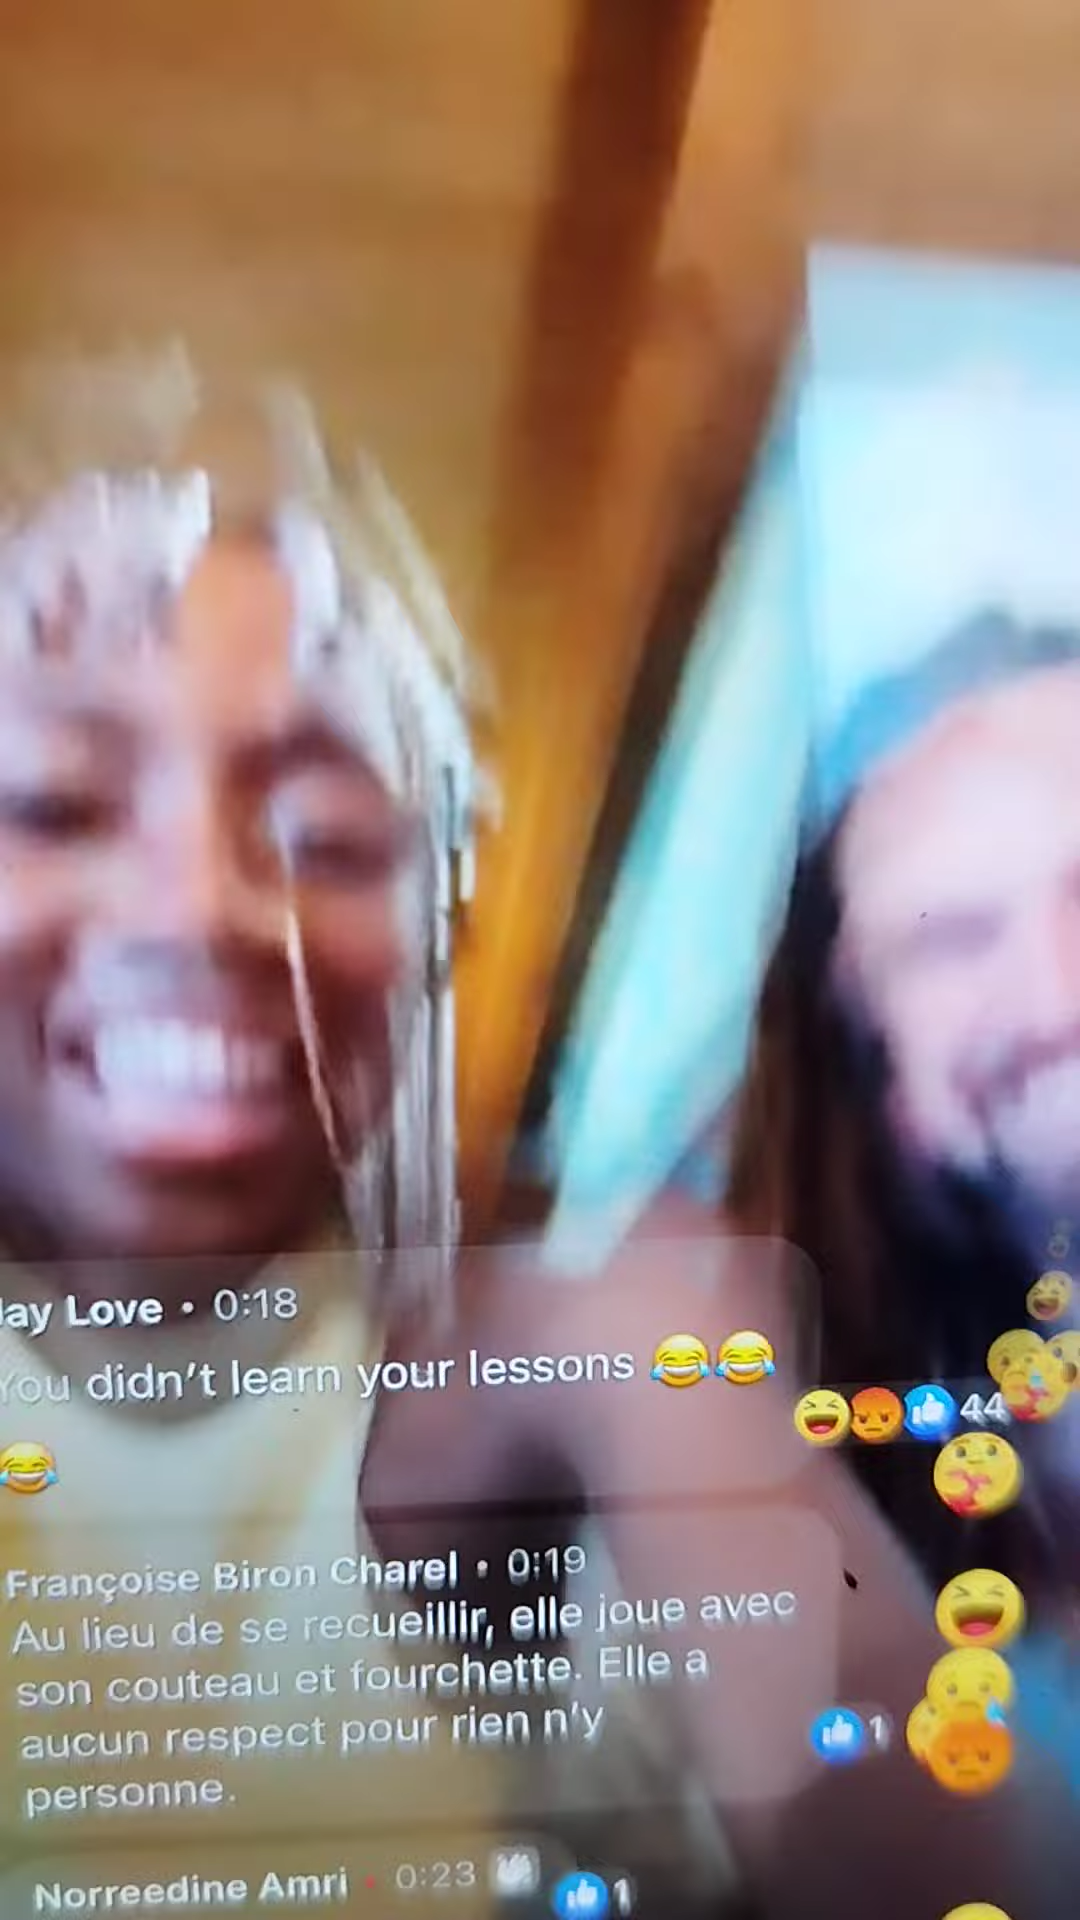 Jay Love • 0:18
You didn't learn your lessons 😂😂
😂
44
Françoise Biron Charel • 0:19
Au lieu de se recueillir, elle joue avec
son couteau et fourchette. Elle a
aucun respect pour rien n'y
personne.
1
Norreedine Amri • 0:23
1